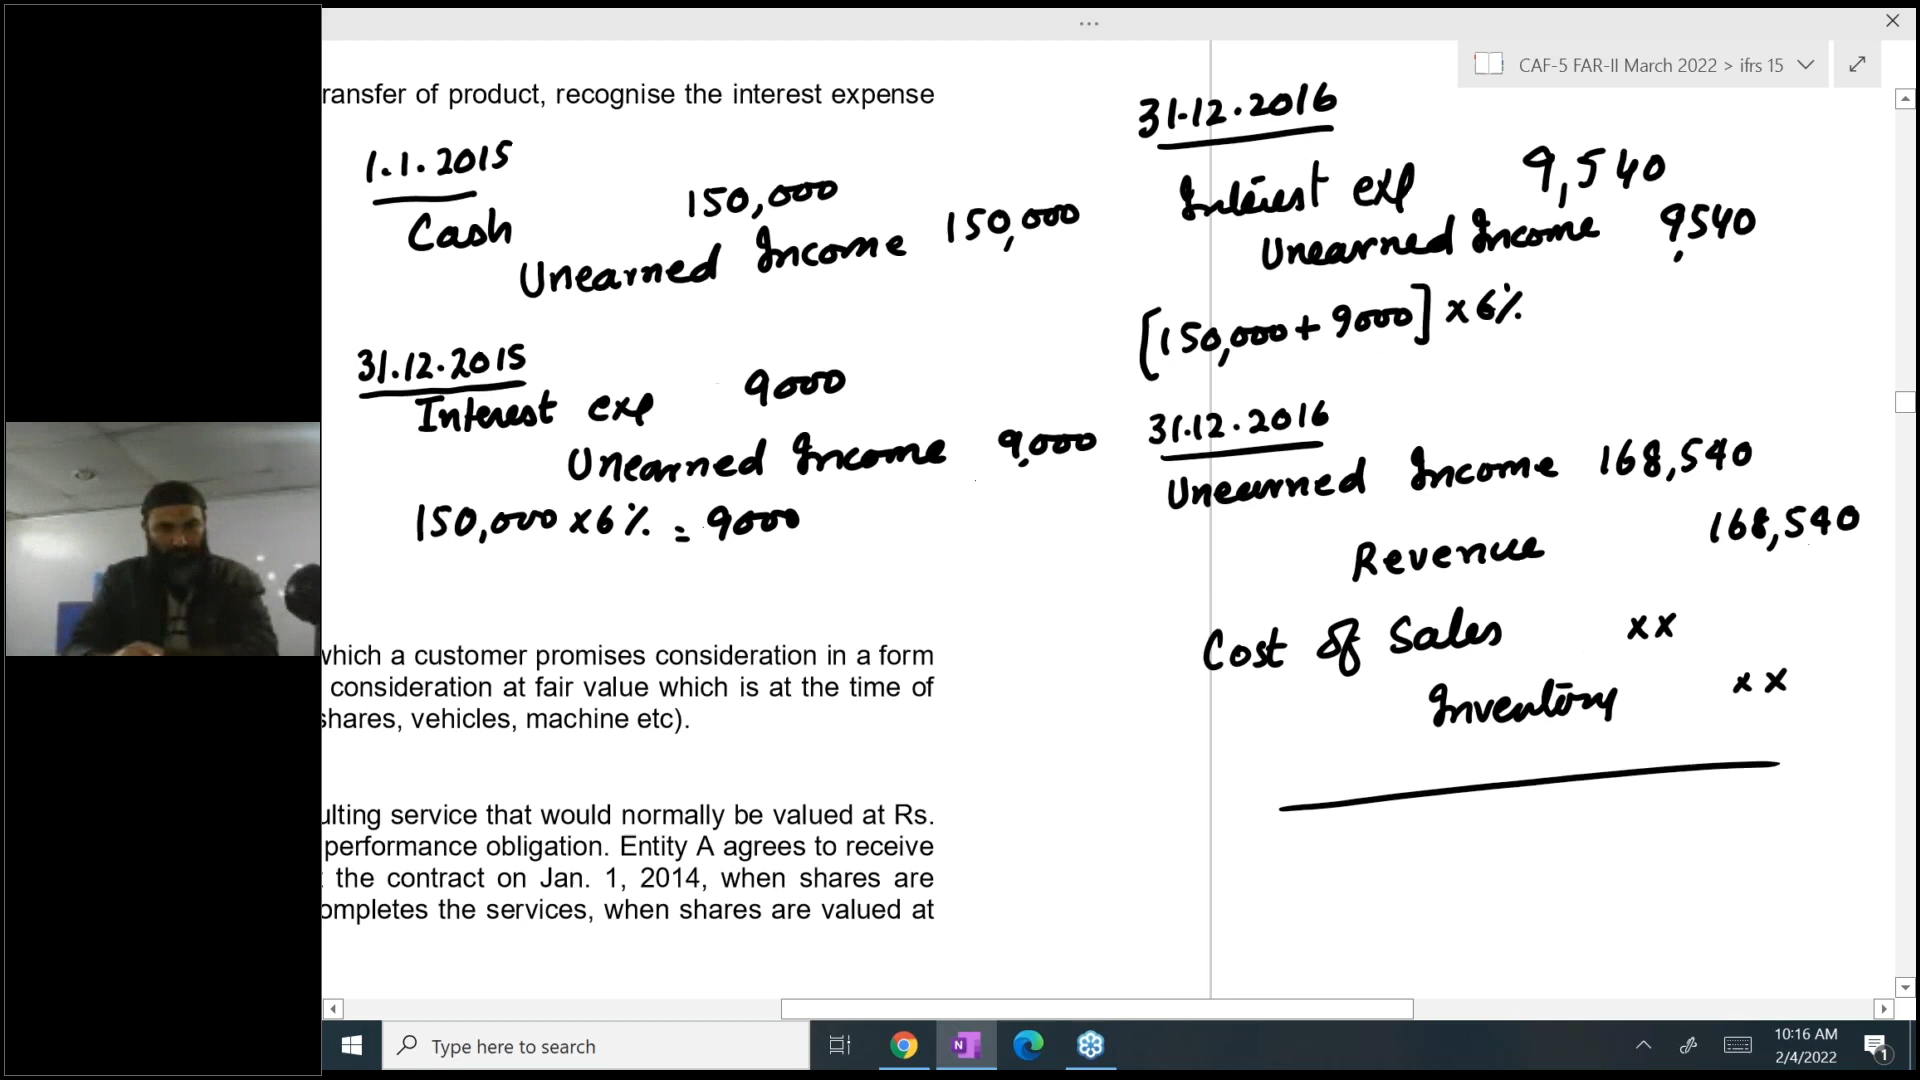 CAF-5 FAR-II March 2022 > ifrs 15
ransfer of product, recognise the interest expense
1.1.2015
Cash 150,000
Unearned Income 150,000
31.12.2015
Interest exp 9000
Unearned Income 9,000
150,000 x 6% = 9000
which a customer promises consideration in a form
consideration at fair value which is at the time of
shares, vehicles, machine etc).
ulting service that would normally be valued at Rs.
performance obligation. Entity A agrees to receive
the contract on Jan. 1, 2014, when shares are
ompletes the services, when shares are valued at
31.12.2016
Interest exp 9,540
Unearned Income 9,540
[150,000 + 9000] x 6%
31.12.2016
Unearned Income 168,540
Revenue 168,540
Cost of Sales xx
Inventory xx
Type here to search
N
10:16 AM
2/4/2022
1